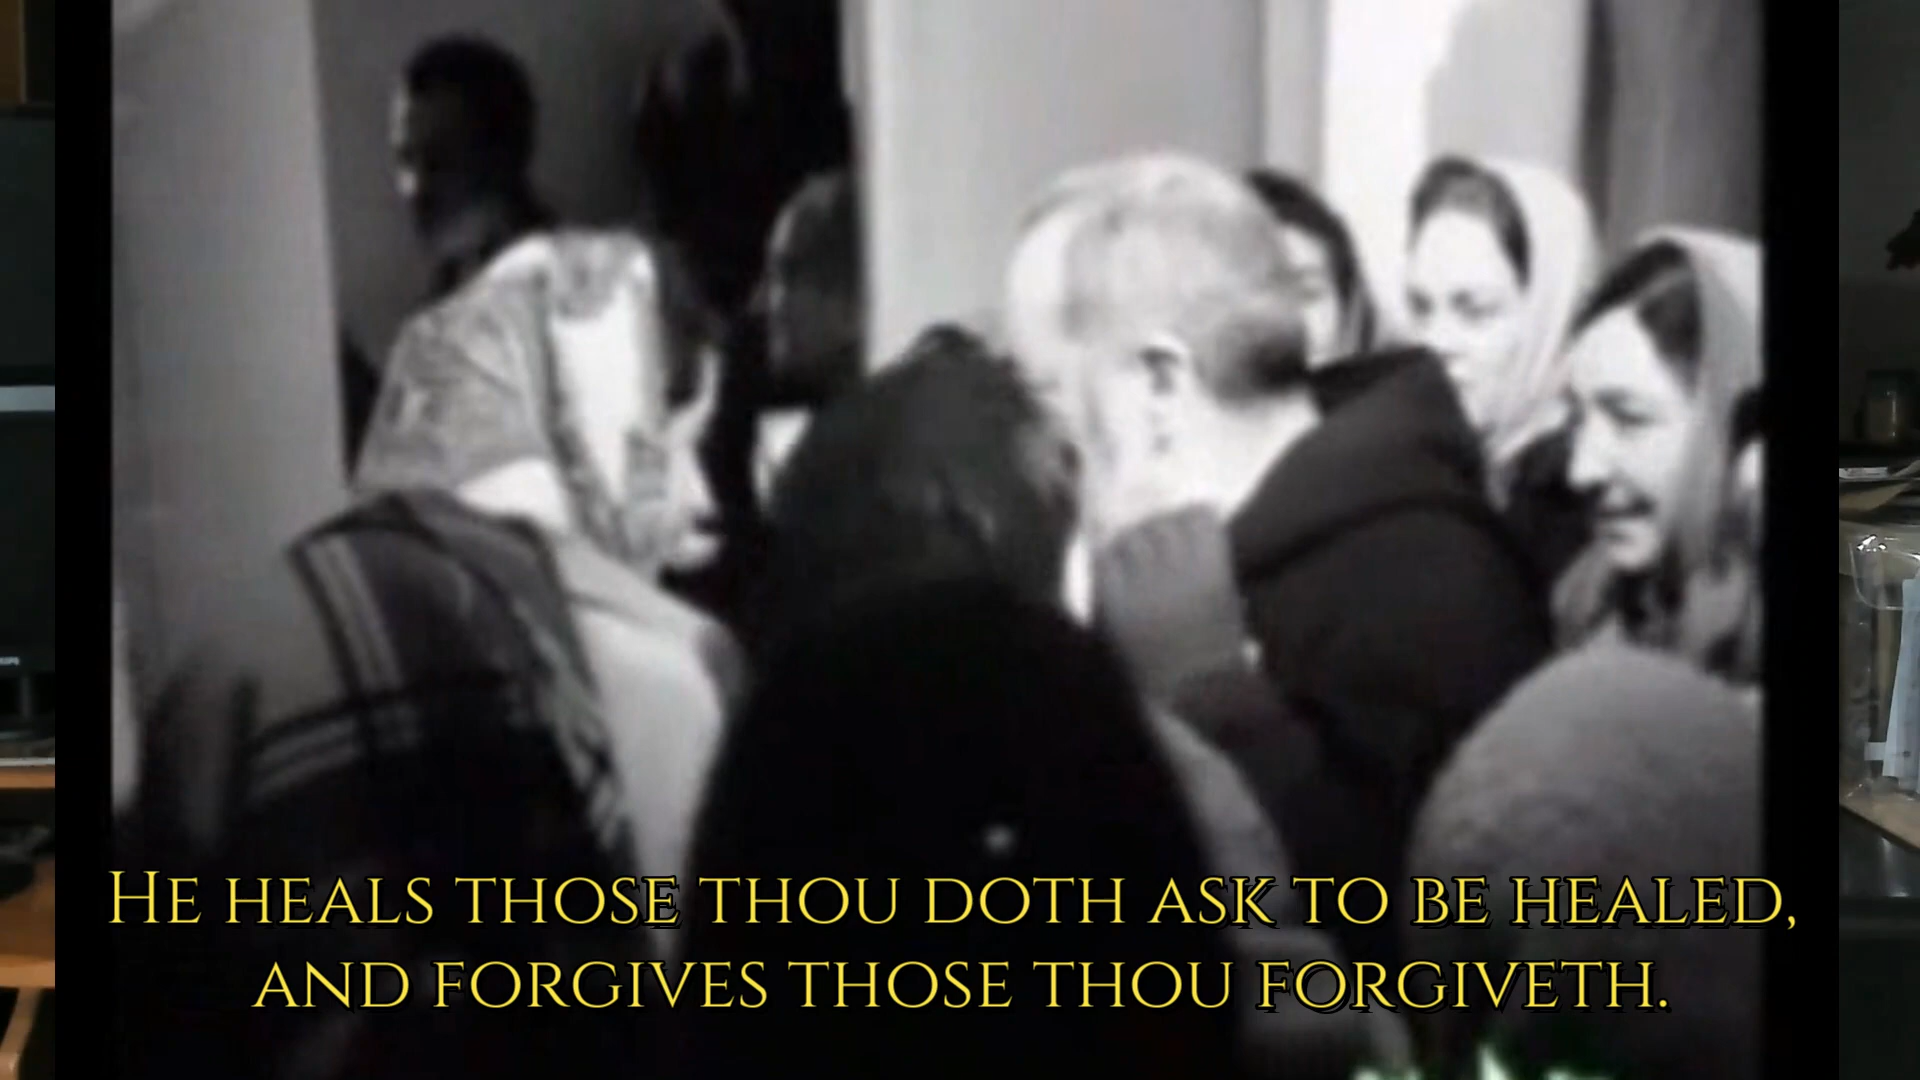 He heals those thou doth ask to be healed,
and forgives those thou forgiveth.